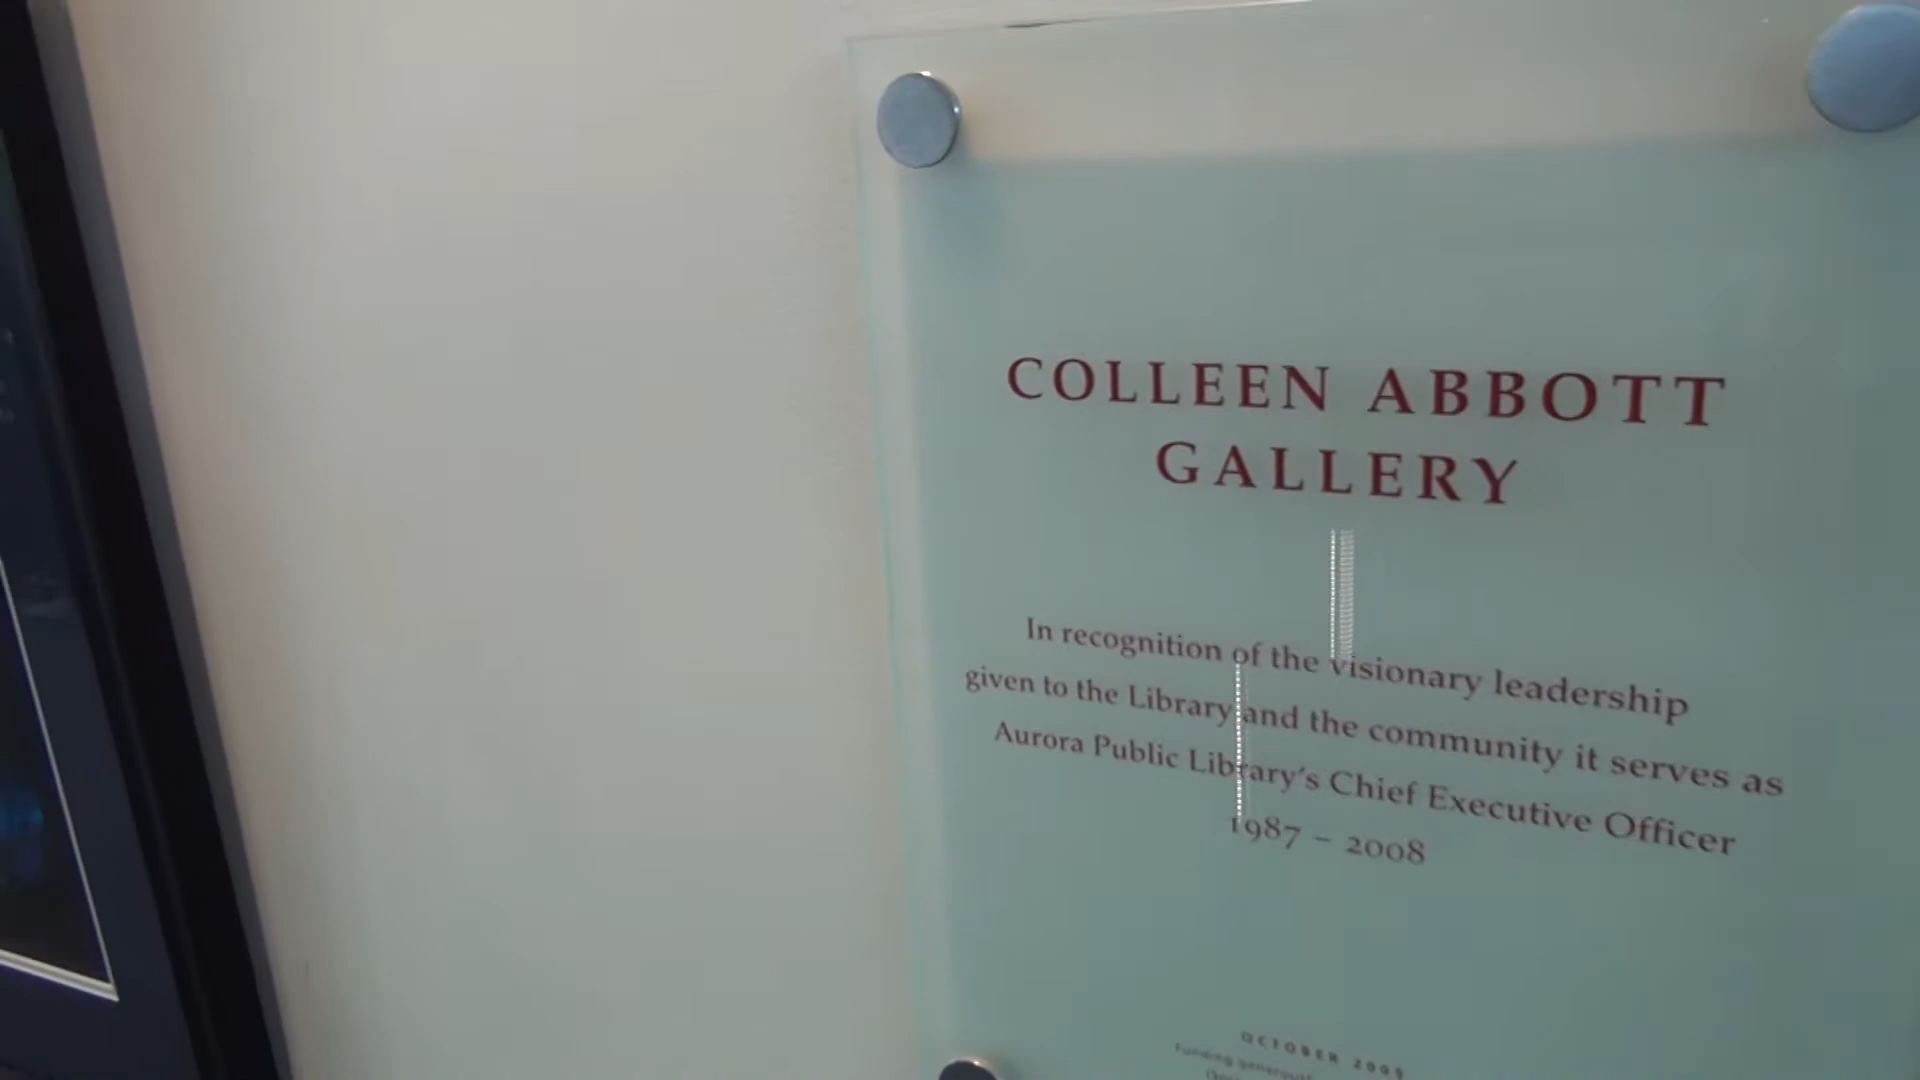 COLLEEN ABBOTT
GALLERY
In recognition of the visionary leadership
given to the Library and the community it serves as
Aurora Public Library's Chief Executive Officer
1987 – 2008
OCTOBER 2009
Funding